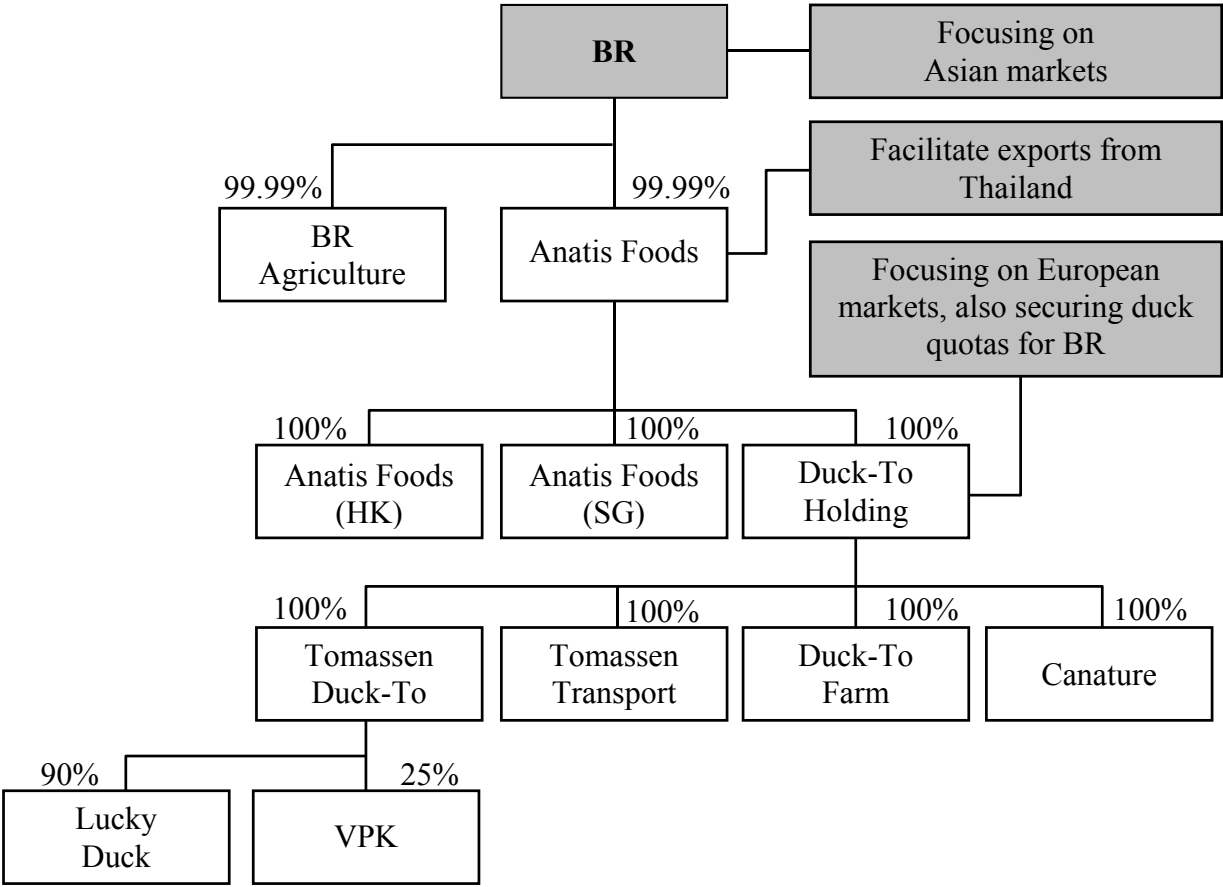 BR
Focusing on
Asian markets
Facilitate exports from
Thailand
99.99%
99.99%
BR
Agriculture
Anatis Foods
Focusing on European
markets, also securing duck
quotas for BR
100%
100%
100%
Anatis Foods
(HK)
Anatis Foods
(SG)
Duck-To
Holding
100%
100%
100%
100%
Tomassen
Duck-To
Tomassen
Transport
Duck-To
Farm
Canature
90%
25%
Lucky
Duck
VPK